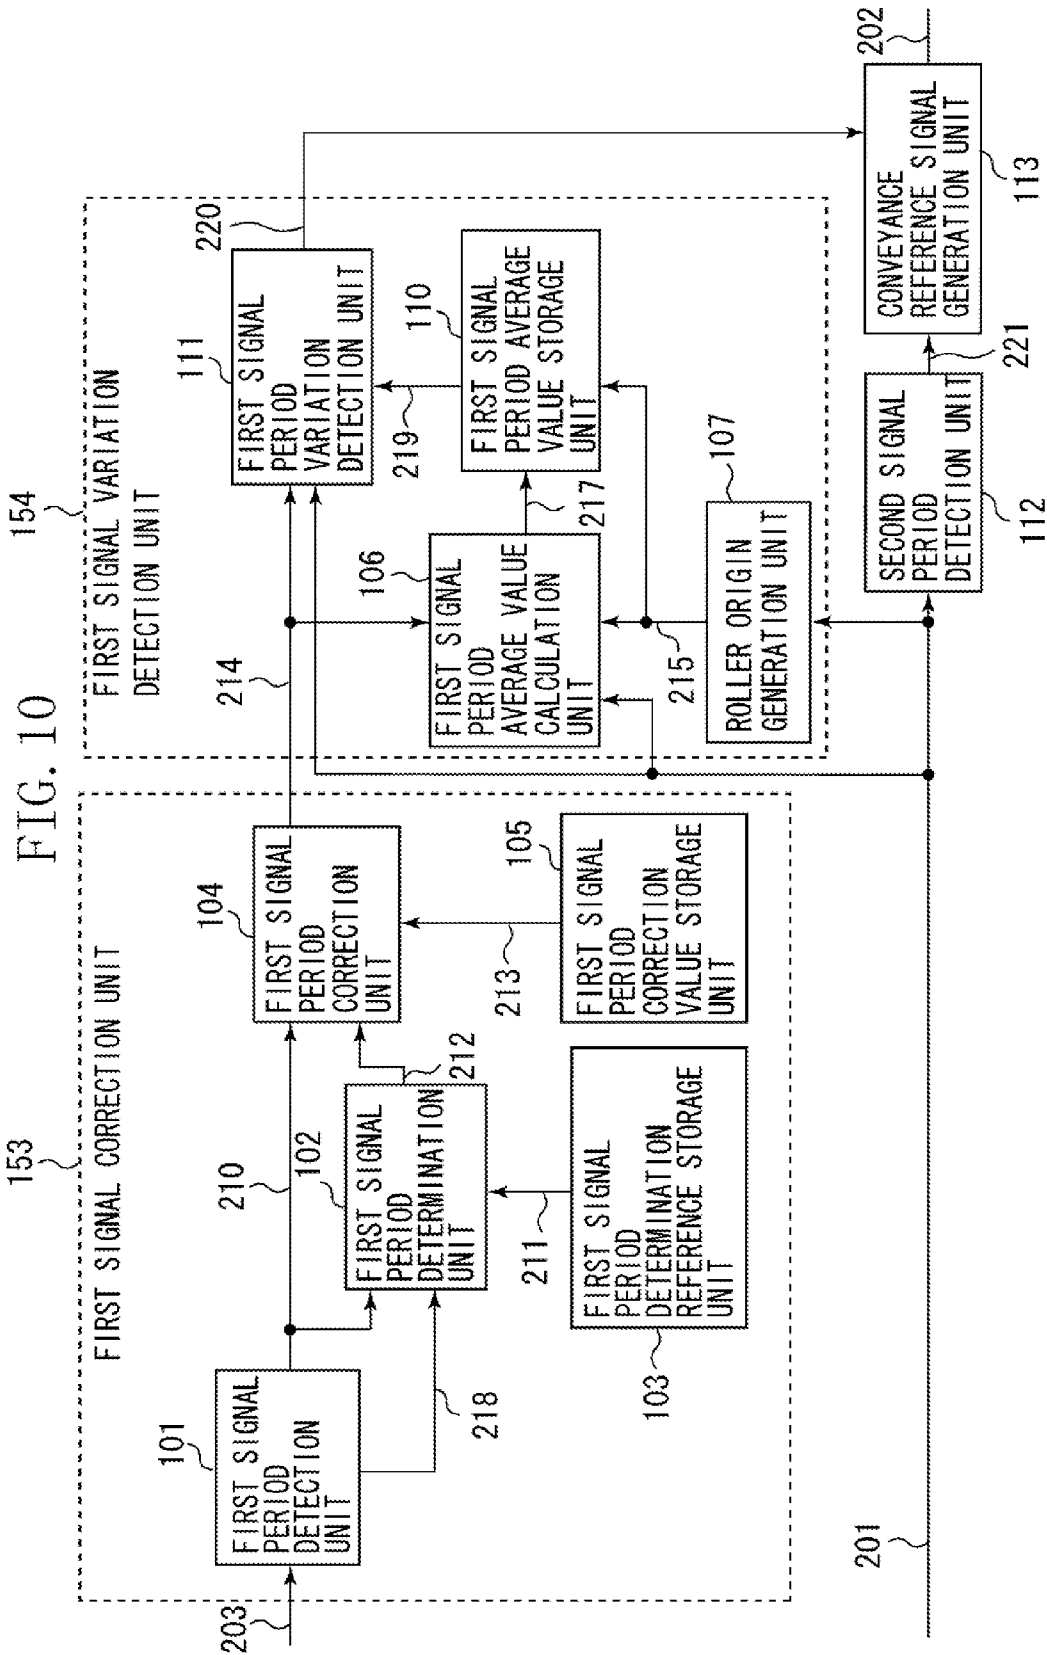 FIG. 10
153
FIRST SIGNAL CORRECTION UNIT
154
FIRST SIGNAL VARIATION
DETECTION UNIT
203
101
FIRST SIGNAL
PERIOD
DETECTION
UNIT
210
218
102
FIRST SIGNAL
PERIOD
DETERMINATION
UNIT
212
211
103
FIRST SIGNAL
PERIOD
DETERMINATION
REFERENCE STORAGE
UNIT
104
FIRST SIGNAL
PERIOD
CORRECTION
UNIT
213
105
FIRST SIGNAL
PERIOD
CORRECTION
VALUE STORAGE
UNIT
214
106
FIRST SIGNAL
PERIOD
AVERAGE VALUE
CALCULATION
UNIT
217
215
107
ROLLER ORIGIN
GENERATION UNIT
111
FIRST SIGNAL
PERIOD
VARIATION
DETECTION UNIT
219
110
FIRST SIGNAL
PERIOD AVERAGE
VALUE STORAGE
UNIT
220
201
SECOND SIGNAL
PERIOD
DETECTION UNIT
112
221
CONVEYANCE
REFERENCE SIGNAL
GENERATION UNIT
113
202